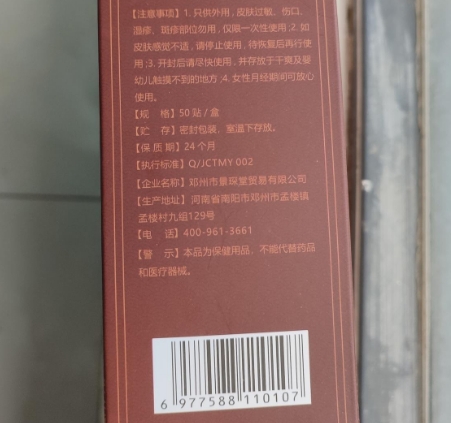 【注意事项】1. 只供外用，皮肤过敏、伤口、
湿疹、斑疹部位勿用，仅限一次性使用;2. 如
皮肤感觉不适，请停止使用，待恢复后再行使
用;3. 开封后请尽快使用，并存放于干爽及婴
幼儿触摸不到的地方;4. 女性月经期间可放心
使用。
【规 格】50贴/盒
【贮 存】密封包装，室温下存放。
【保 质 期】24个月
【执行标准】Q/JCTMY 002
【企业名称】邓州市景琛堂贸易有限公司
【生产地址】河南省南阳市邓州市孟楼镇
孟楼村九组129号
【电 话】400-961-3661
【警 示】本品为保健用品，不能代替药品
和医疗器械。
6 977588 110107